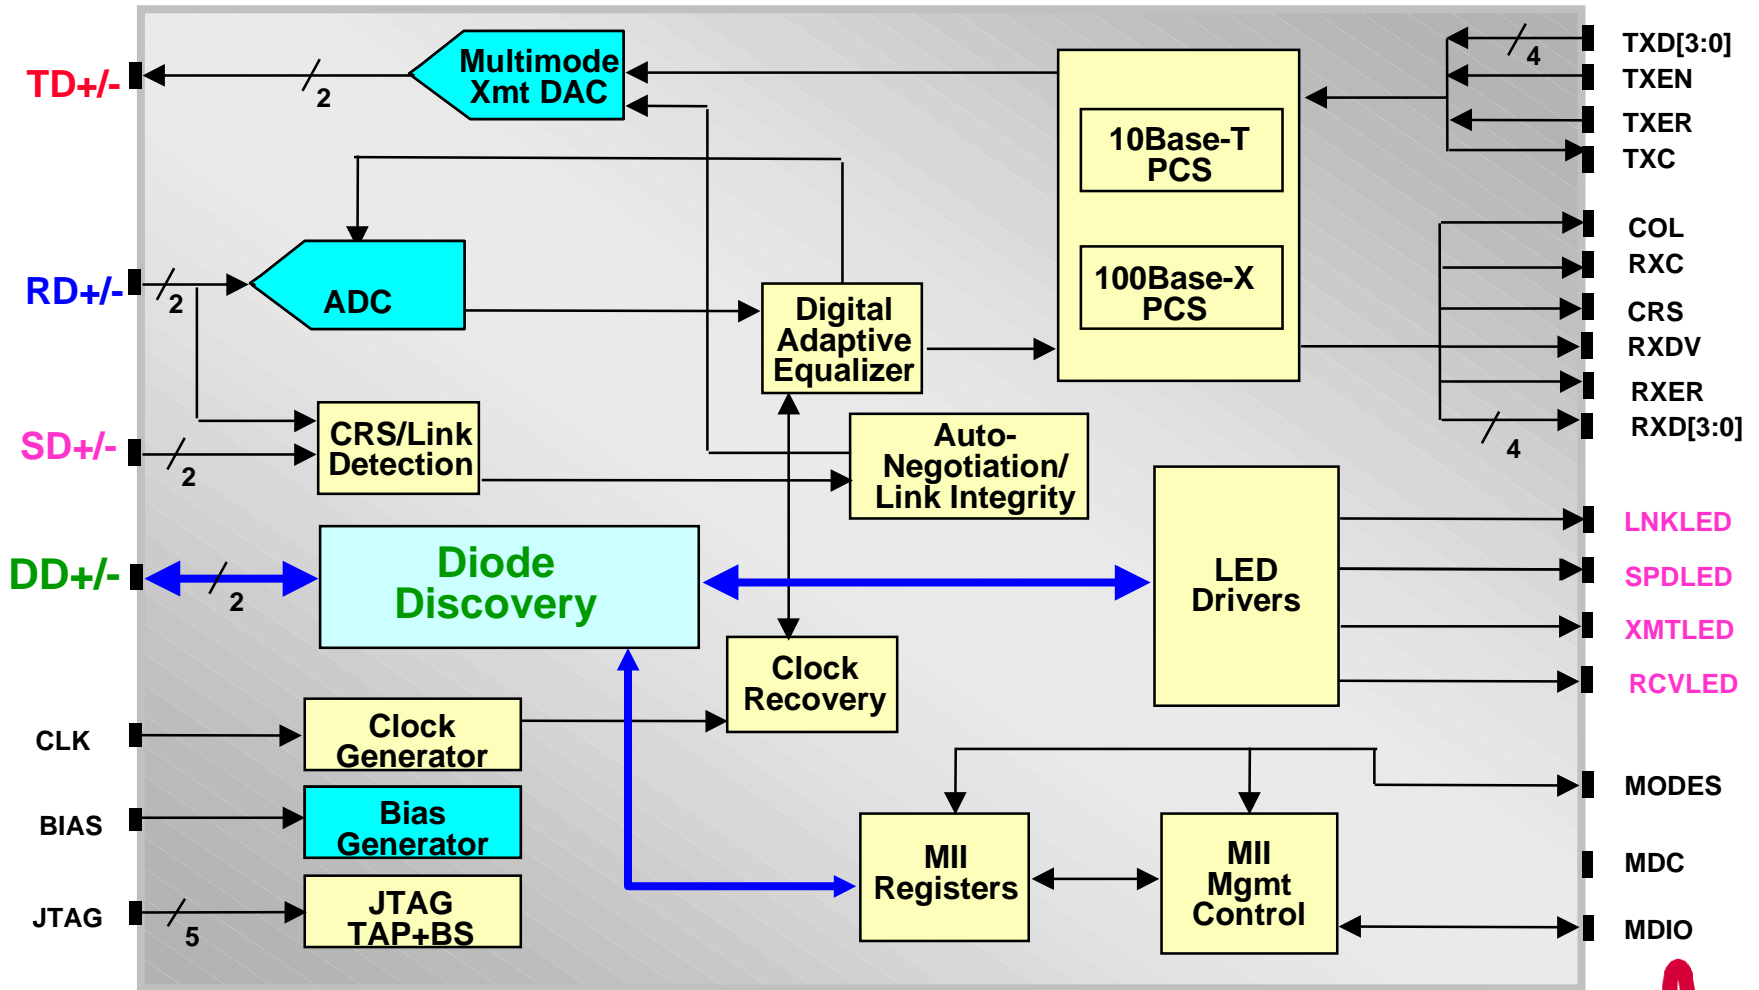 TD+/-
2
Multimode
Xmt DAC
10Base-T
PCS
100Base-X
PCS
TXD[3:0]
4
TXEN
TXER
TXC
RD+/-
2
ADC
Digital
Adaptive
Equalizer
COL
RXC
CRS
RXDV
RXER
RXD[3:0]
4
SD+/-
2
CRS/Link
Detection
Auto-
Negotiation/
Link Integrity
DD+/-
2
Diode
Discovery
LED
Drivers
LNKLED
SPDLED
XMTLED
RCVLED
Clock
Recovery
CLK
Clock
Generator
BIAS
Bias
Generator
JTAG
5
JTAG
TAP+BS
MII
Registers
MII
Mgmt
Control
MODES
MDC
MDIO